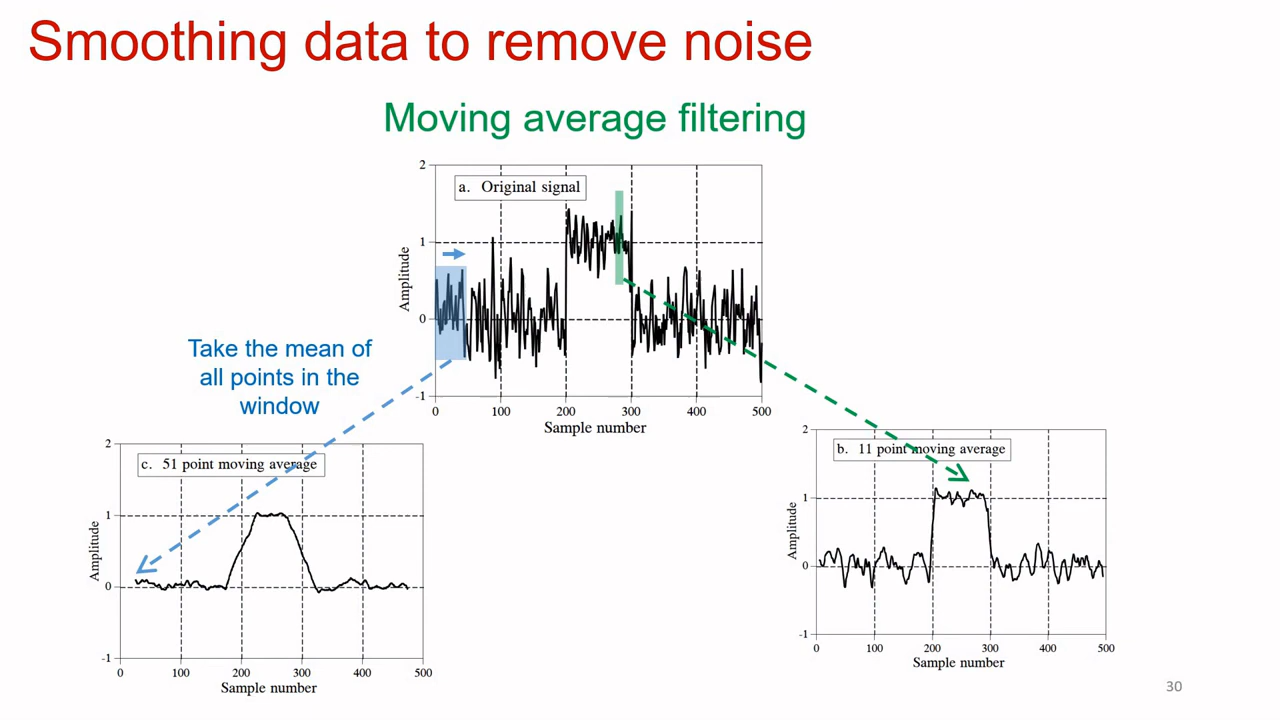 Smoothing data to remove noise
Moving average filtering
2
a. Original signal
1
Amplitude
0
-1
0 100 200 300 400 500
Sample number
Take the mean of
all points in the
window
2
c. 51 point moving average
1
Amplitude
0
-1
0 100 200 300 400 500
Sample number
2
b. 11 point moving average
1
Amplitude
0
-1
0 100 200 300 400 500
Sample number
30